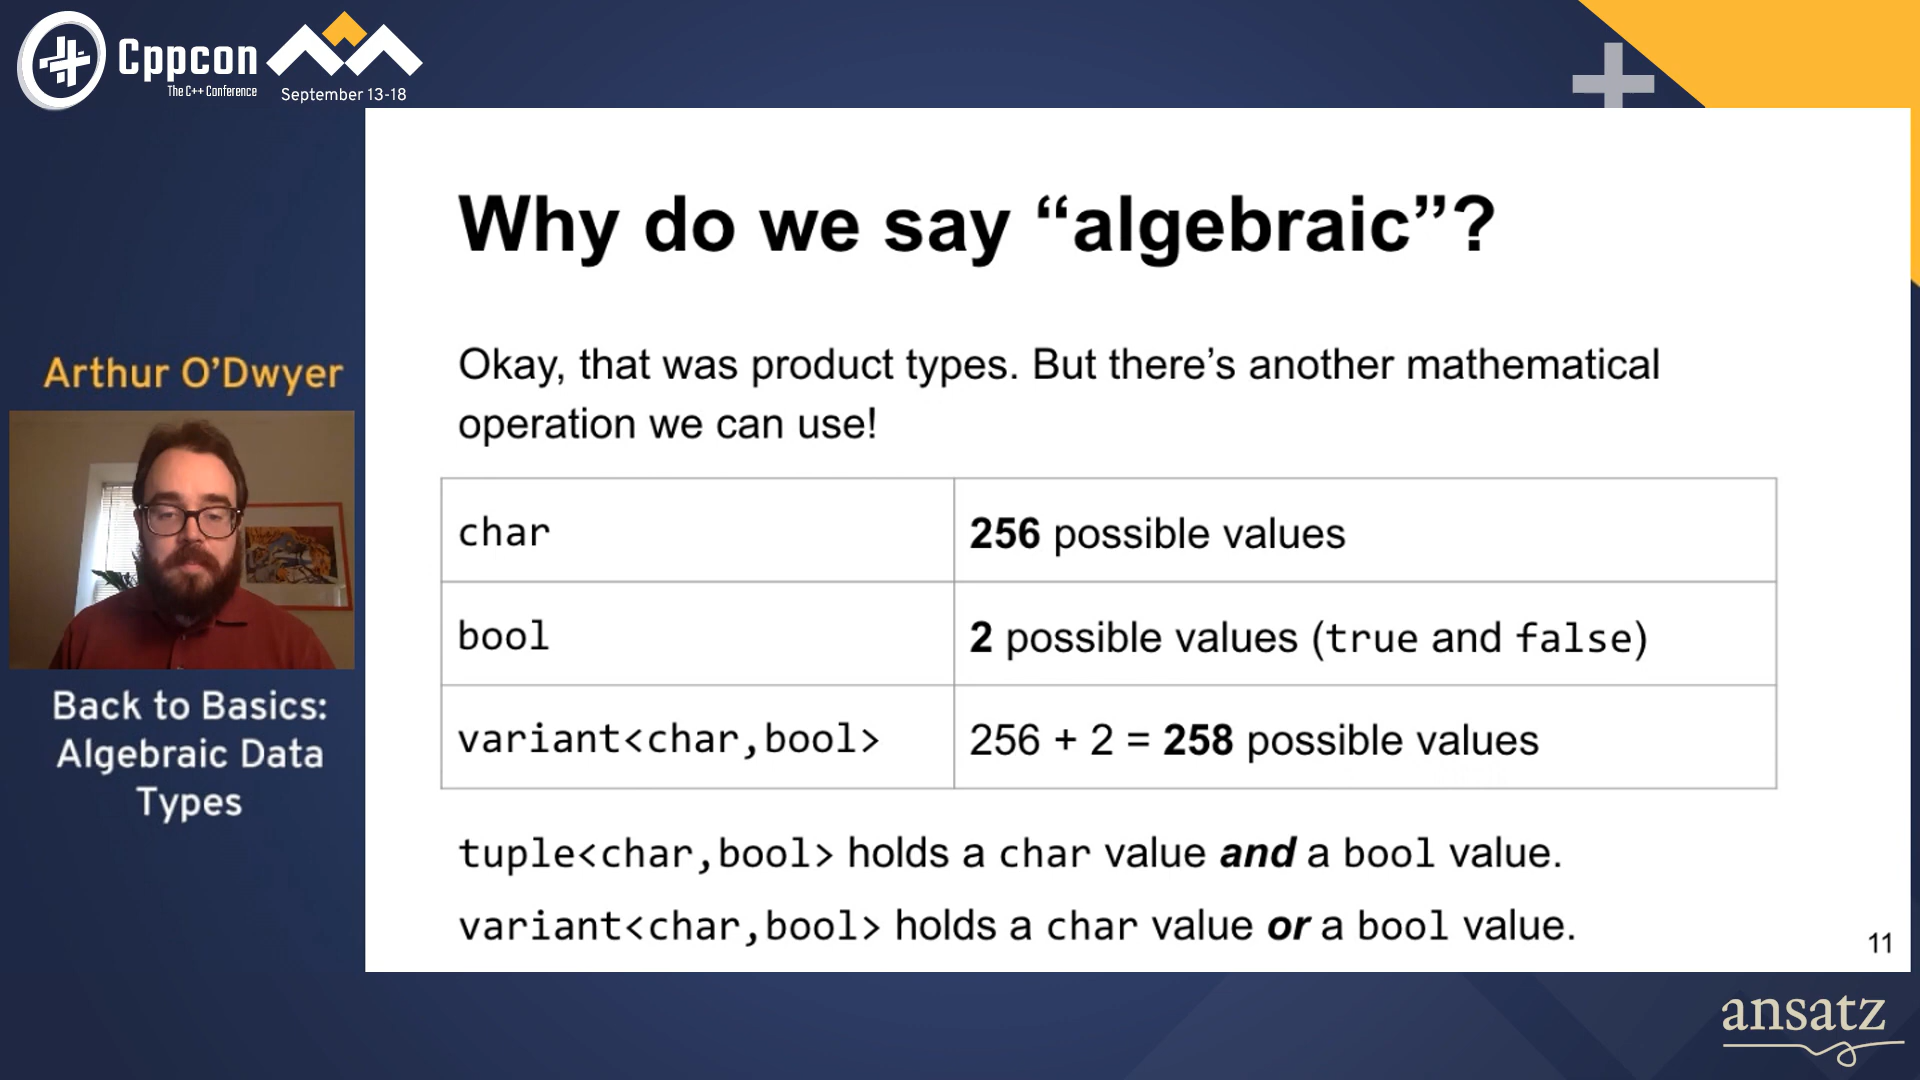 Cppcon
The C++ Conference
September 13-18
Arthur O’Dwyer
Back to Basics:
Algebraic Data
Types
Why do we say “algebraic”?
Okay, that was product types. But there’s another mathematical
operation we can use!
char
256 possible values
bool
2 possible values (true and false)
variant<char,bool>
256 + 2 = 258 possible values
tuple<char,bool> holds a char value and a bool value.
variant<char,bool> holds a char value or a bool value.
11
ansatz